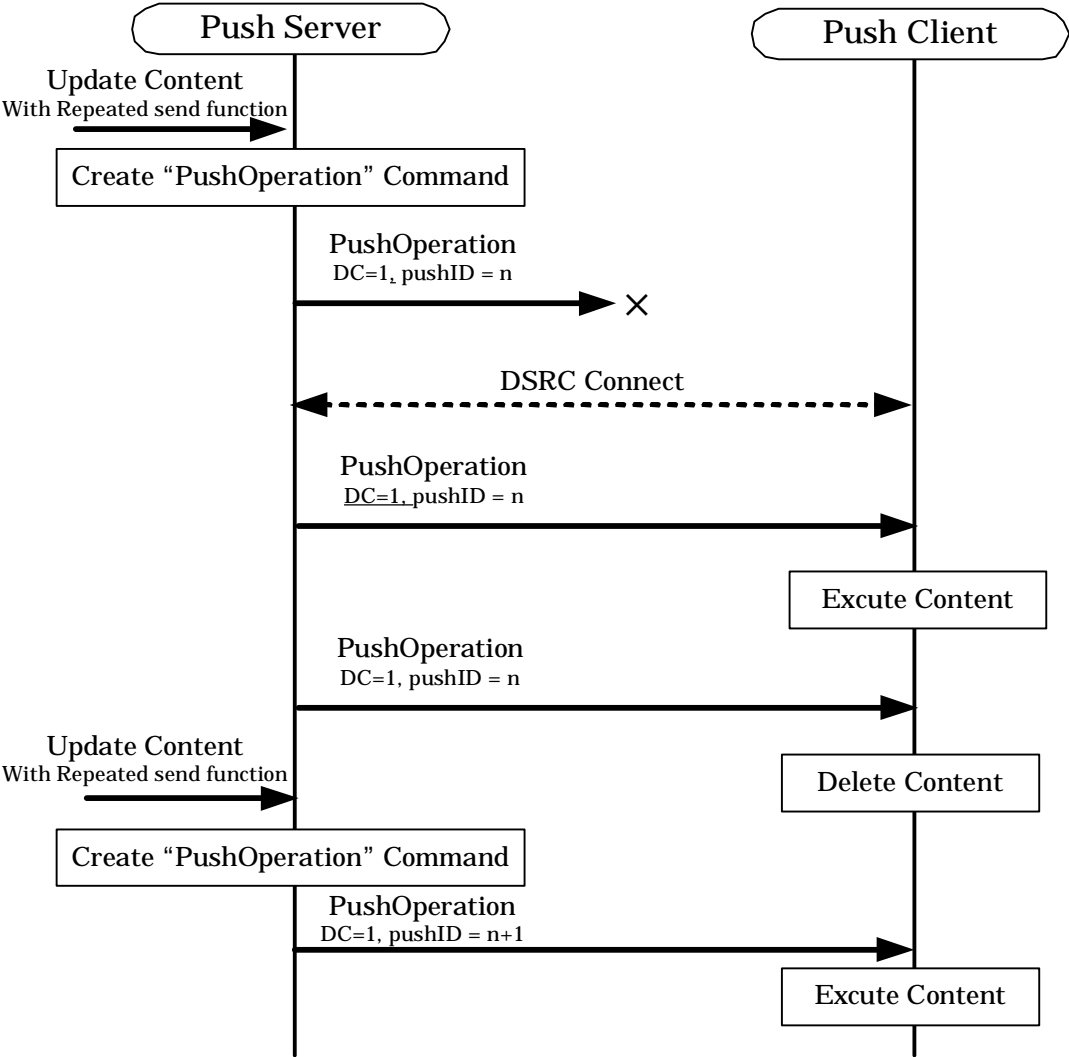 Push Server
Push Client
Update Content
With Repeated send function
Create “PushOperation” Command
PushOperation
DC=1, pushID = n
DSRC Connect
PushOperation
DC=1, pushID = n
Excute Content
PushOperation
DC=1, pushID = n
Update Content
With Repeated send function
Delete Content
Create “PushOperation” Command
PushOperation
DC=1, pushID = n+1
Excute Content